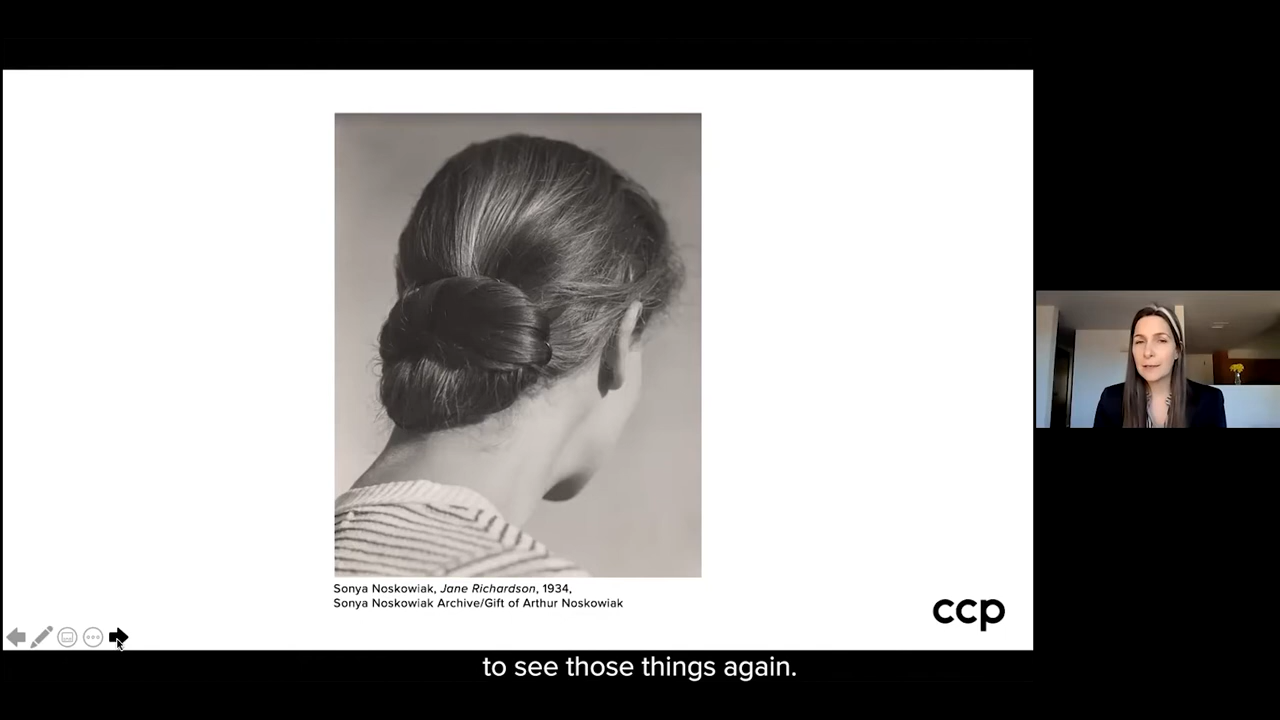 Sonya Noskowiak, Jane Richardson, 1934,
Sonya Noskowiak Archive/Gift of Arthur Noskowiak
ccp
to see those things again.